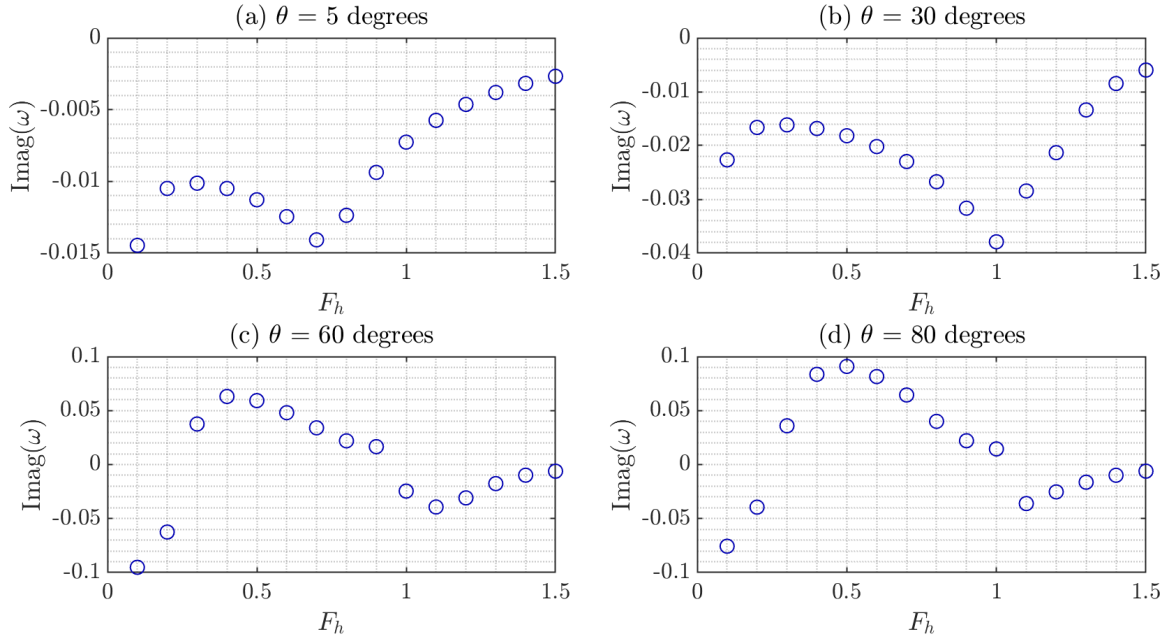 (a) θ = 5 degrees
0
-0.005
-0.01
-0.015
Imag(ω)
0 0.5 1 1.5
F_h
(b) θ = 30 degrees
0
-0.01
-0.02
-0.03
-0.04
Imag(ω)
0 0.5 1 1.5
F_h
(c) θ = 60 degrees
0.1
0.05
0
-0.05
-0.1
Imag(ω)
0 0.5 1 1.5
F_h
(d) θ = 80 degrees
0.1
0.05
0
-0.05
-0.1
Imag(ω)
0 0.5 1 1.5
F_h